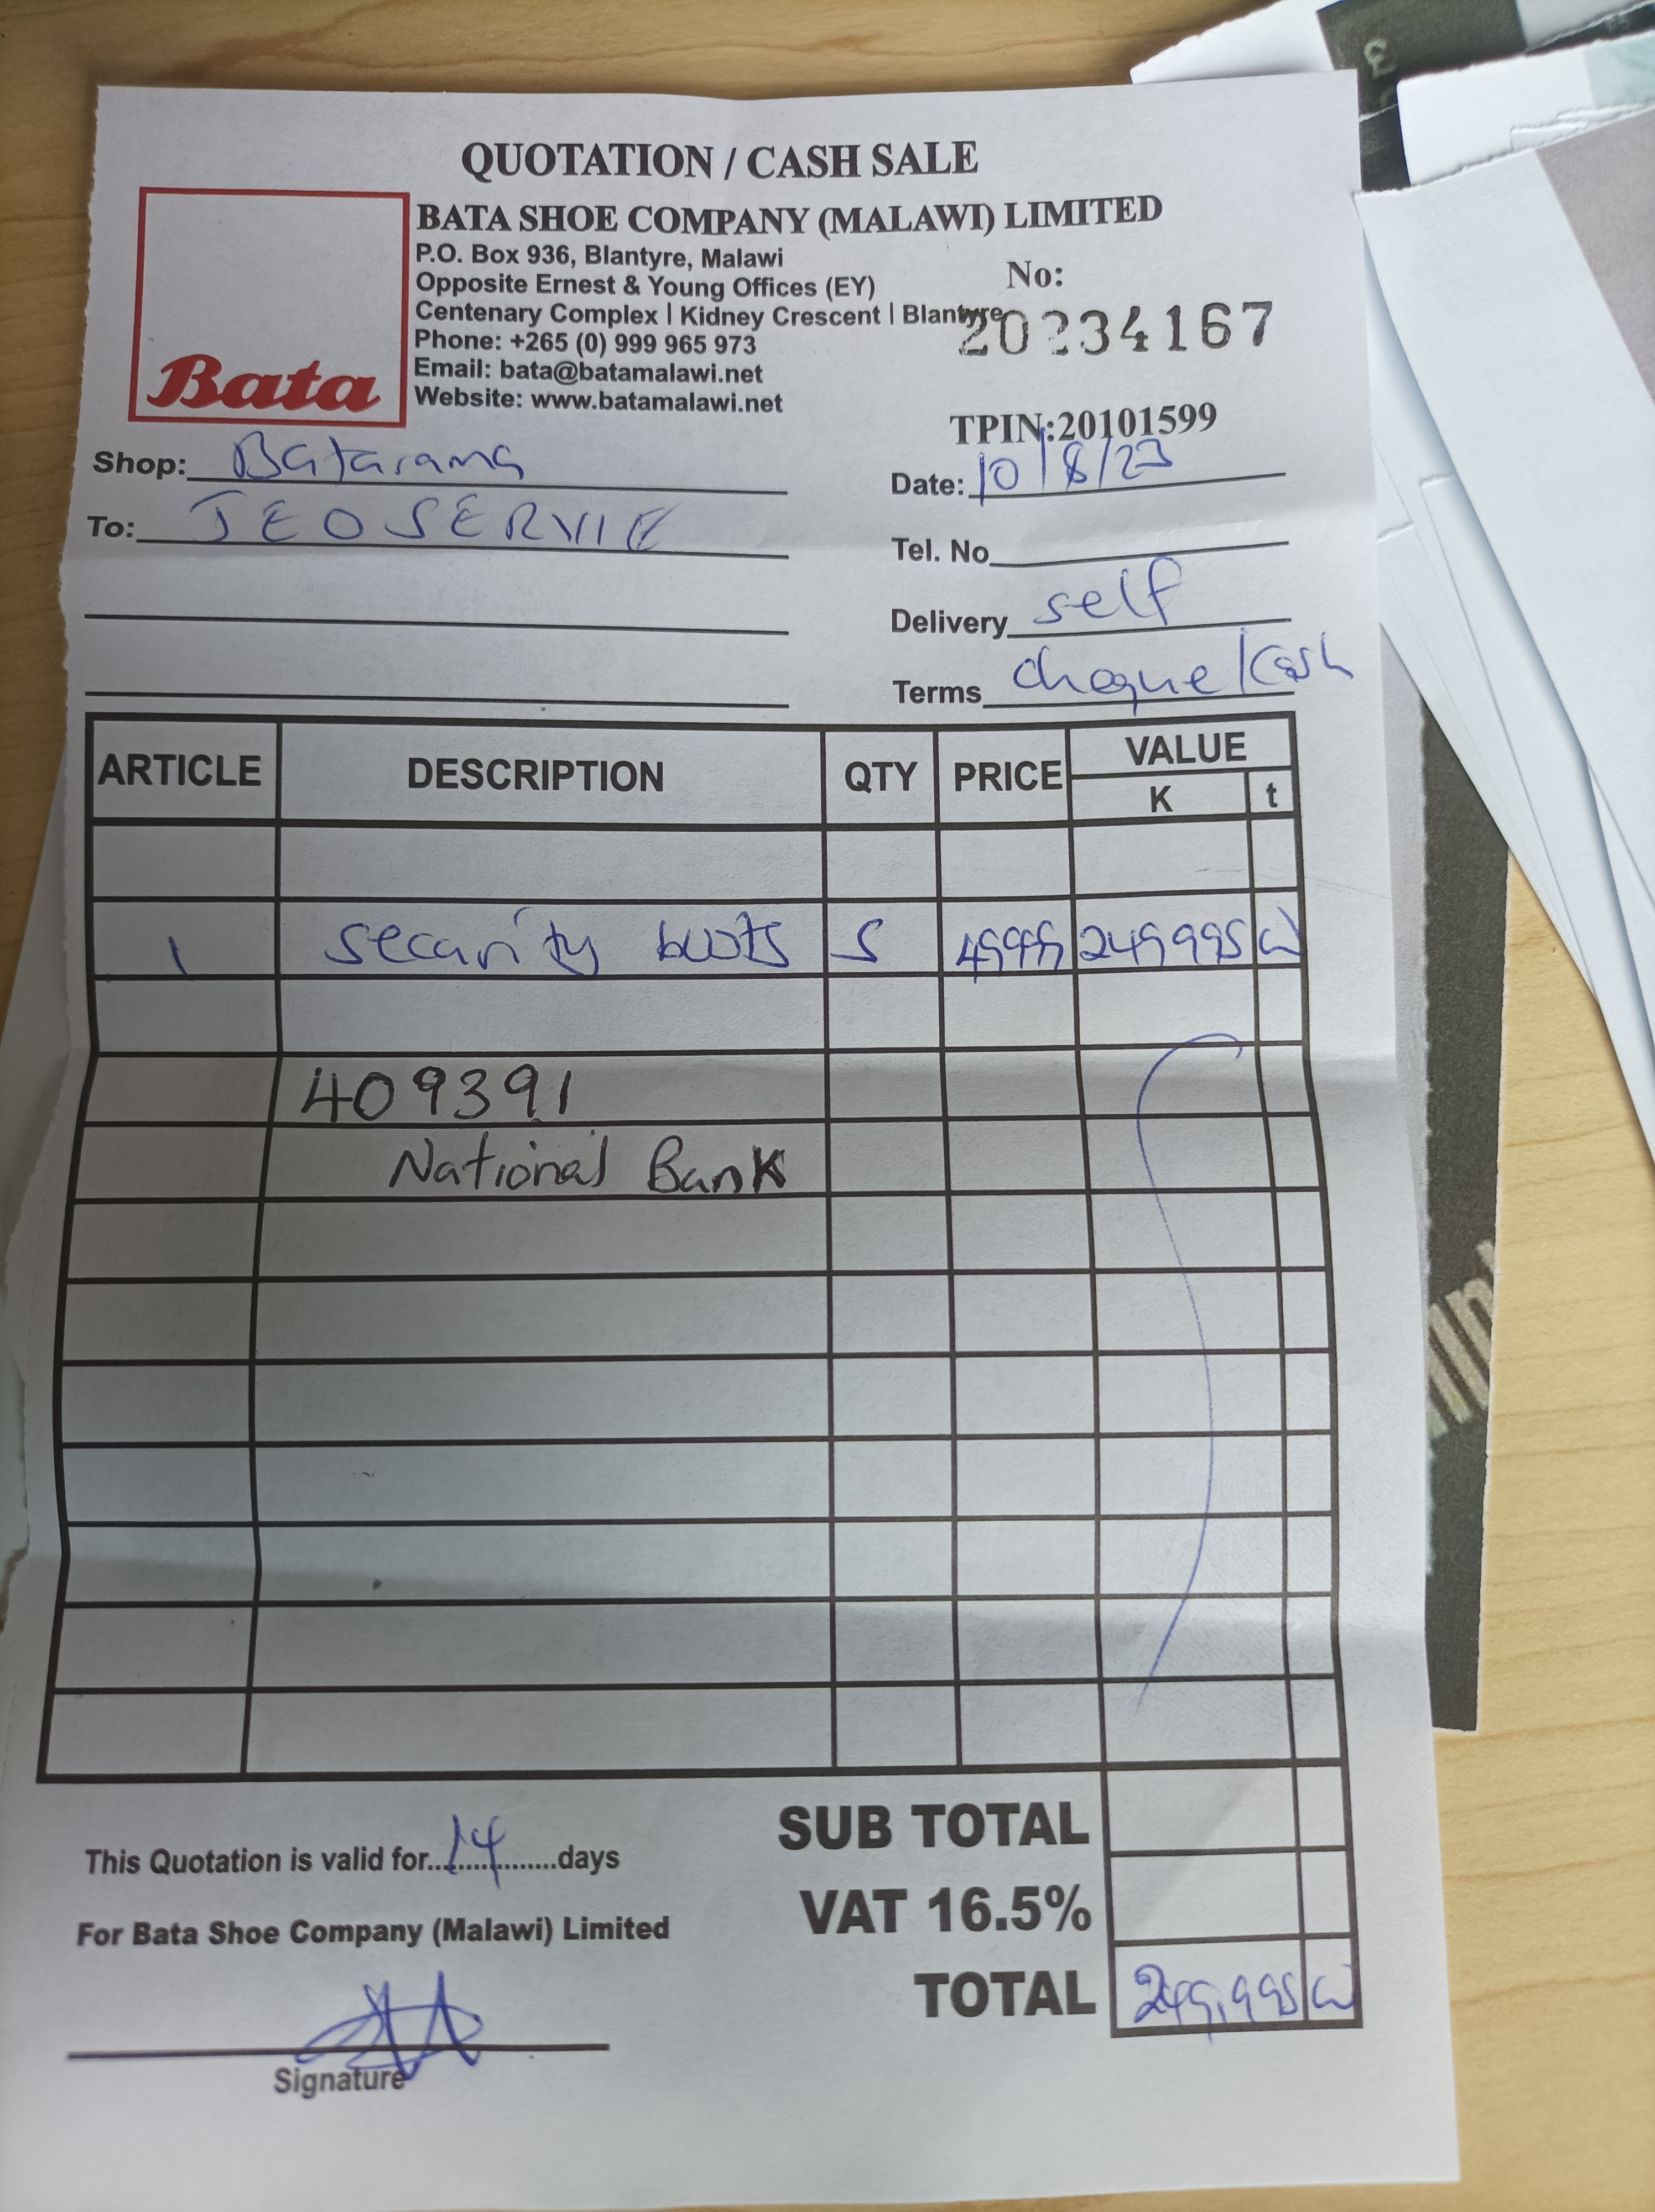 QUOTATION / CASH SALE
Bata
BATA SHOE COMPANY (MALAWI) LIMITED
P.O. Box 936, Blantyre, Malawi
Opposite Ernest & Young Offices (EY)
Centenary Complex | Kidney Crescent | Blantyre
Phone: +265 (0) 999 965 973
Email: bata@batamalawi.net
Website: www.batamalawi.net
No:
20234167
TPIN:20101599
Shop: Batarama
Date: 10/8/23
To: JEOSERVIE
Tel. No
Delivery self
Terms cheque/Cash
ARTICLE DESCRIPTION QTY PRICE VALUE
K t
1 security boots 5 49999 249995
409391
National Bank
This Quotation is valid for 14 days
For Bata Shoe Company (Malawi) Limited
Signature
SUB TOTAL
VAT 16.5%
TOTAL 249,995